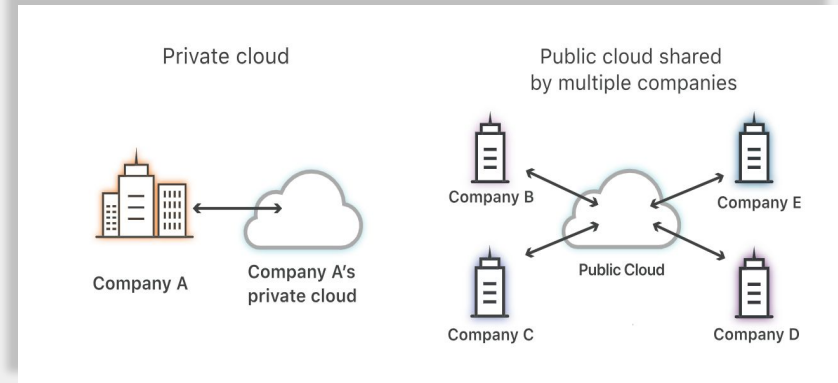 Private cloud
Company A
Company A's
private cloud
Public cloud shared
by multiple companies
Company B
Company E
Public Cloud
Company C
Company D